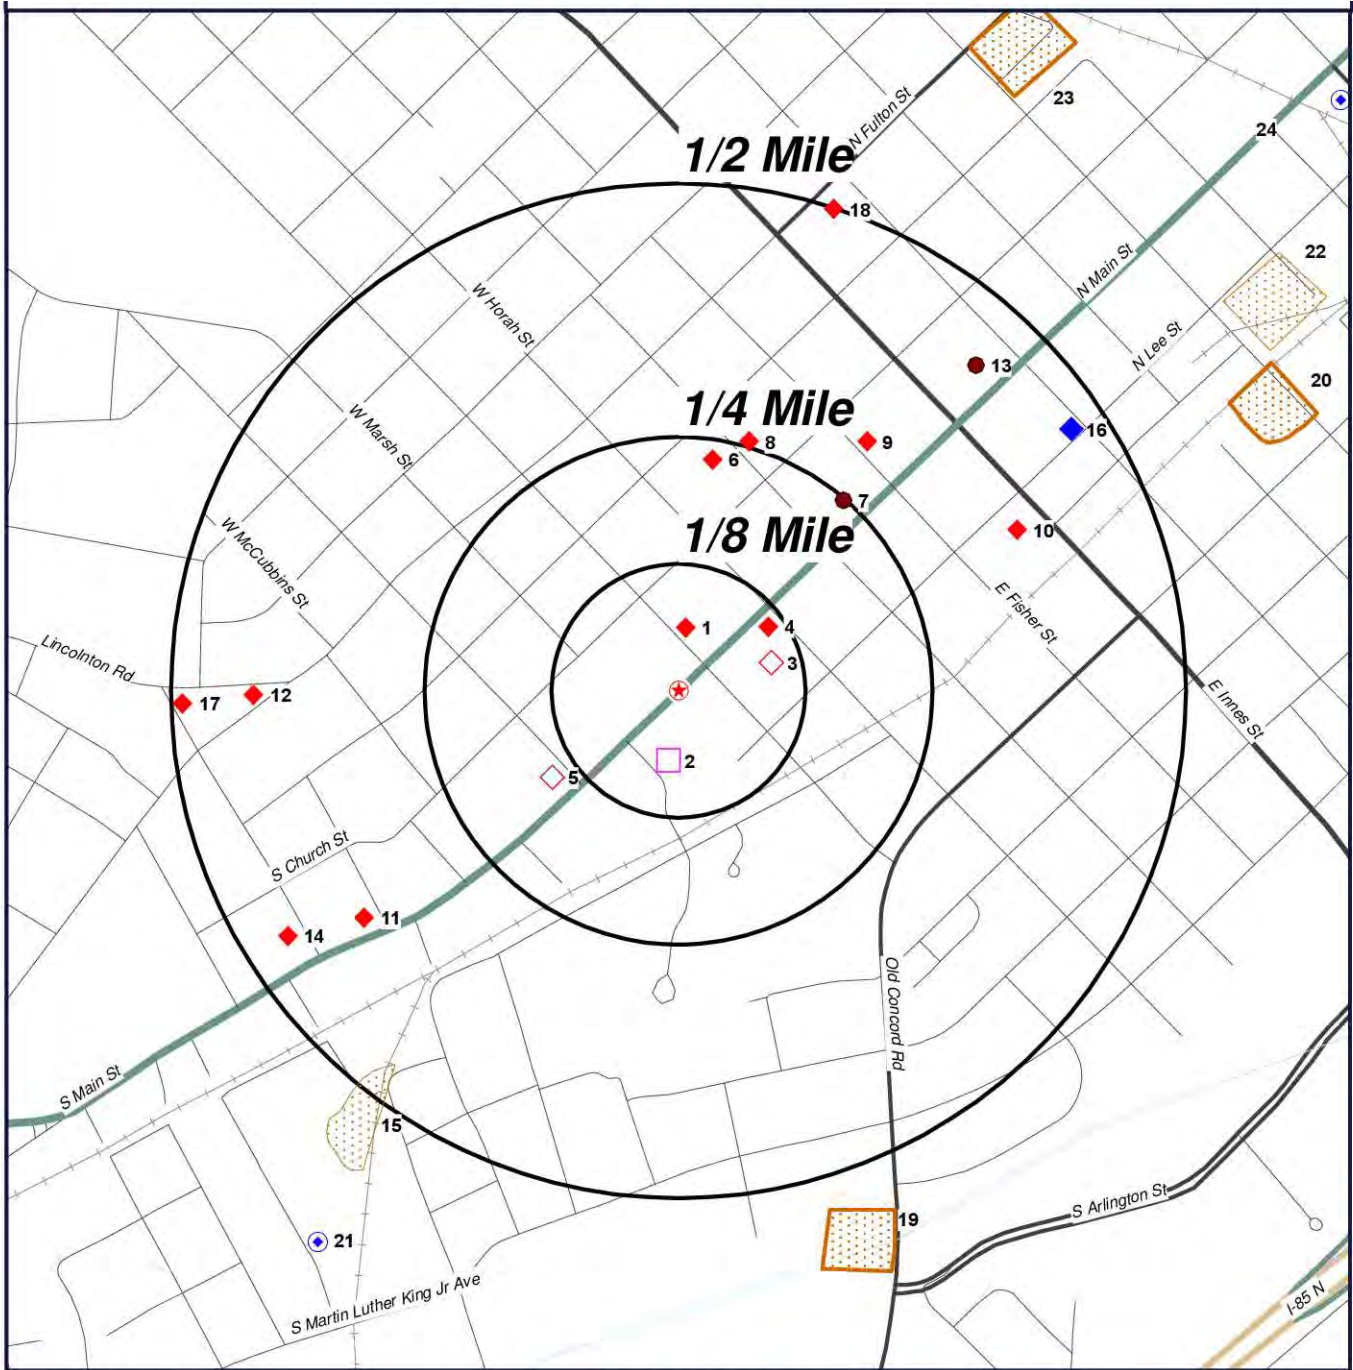 23
24
N Fulton St
1/2 Mile
18
22
N Main St
W Horah St
N Lee St
13
20
1/4 Mile
W Marsh St
16
8
9
6
7
10
1/8 Mile
W McCubbins St
E Fisher St
1
4
3
Lincolnton Rd
12
17
E Innes St
2
5
S Church St
11
14
Old Concord Rd
S Main St
15
S Arlington St
19
21
S Martin Luther King Jr Ave
I-85 N